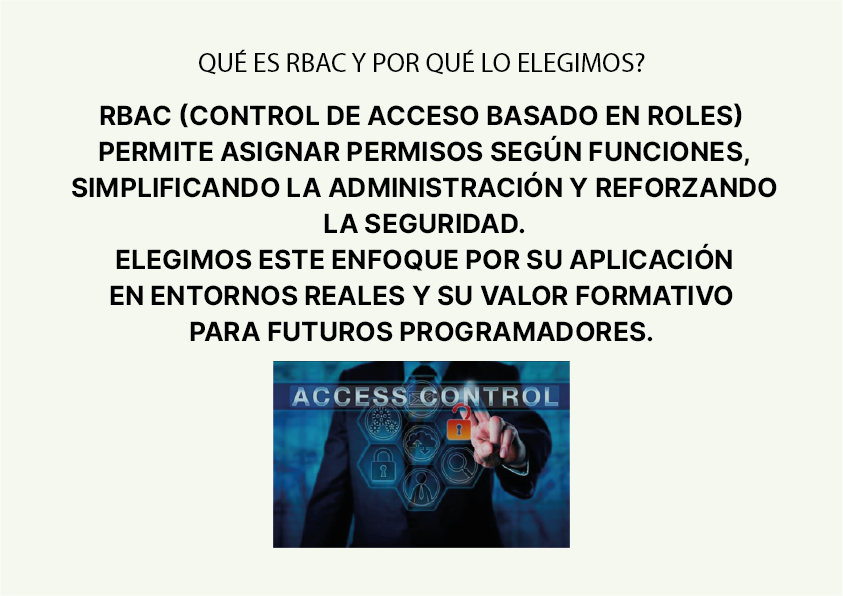 QUÉ ES RBAC Y POR QUÉ LO ELEGIMOS?
RBAC (CONTROL DE ACCESO BASADO EN ROLES)
PERMITE ASIGNAR PERMISOS SEGÚN FUNCIONES,
SIMPLIFICANDO LA ADMINISTRACIÓN Y REFORZANDO
LA SEGURIDAD.
ELEGIMOS ESTE ENFOQUE POR SU APLICACIÓN
EN ENTORNOS REALES Y SU VALOR FORMATIVO
PARA FUTUROS PROGRAMADORES.
ACCESS CONTROL